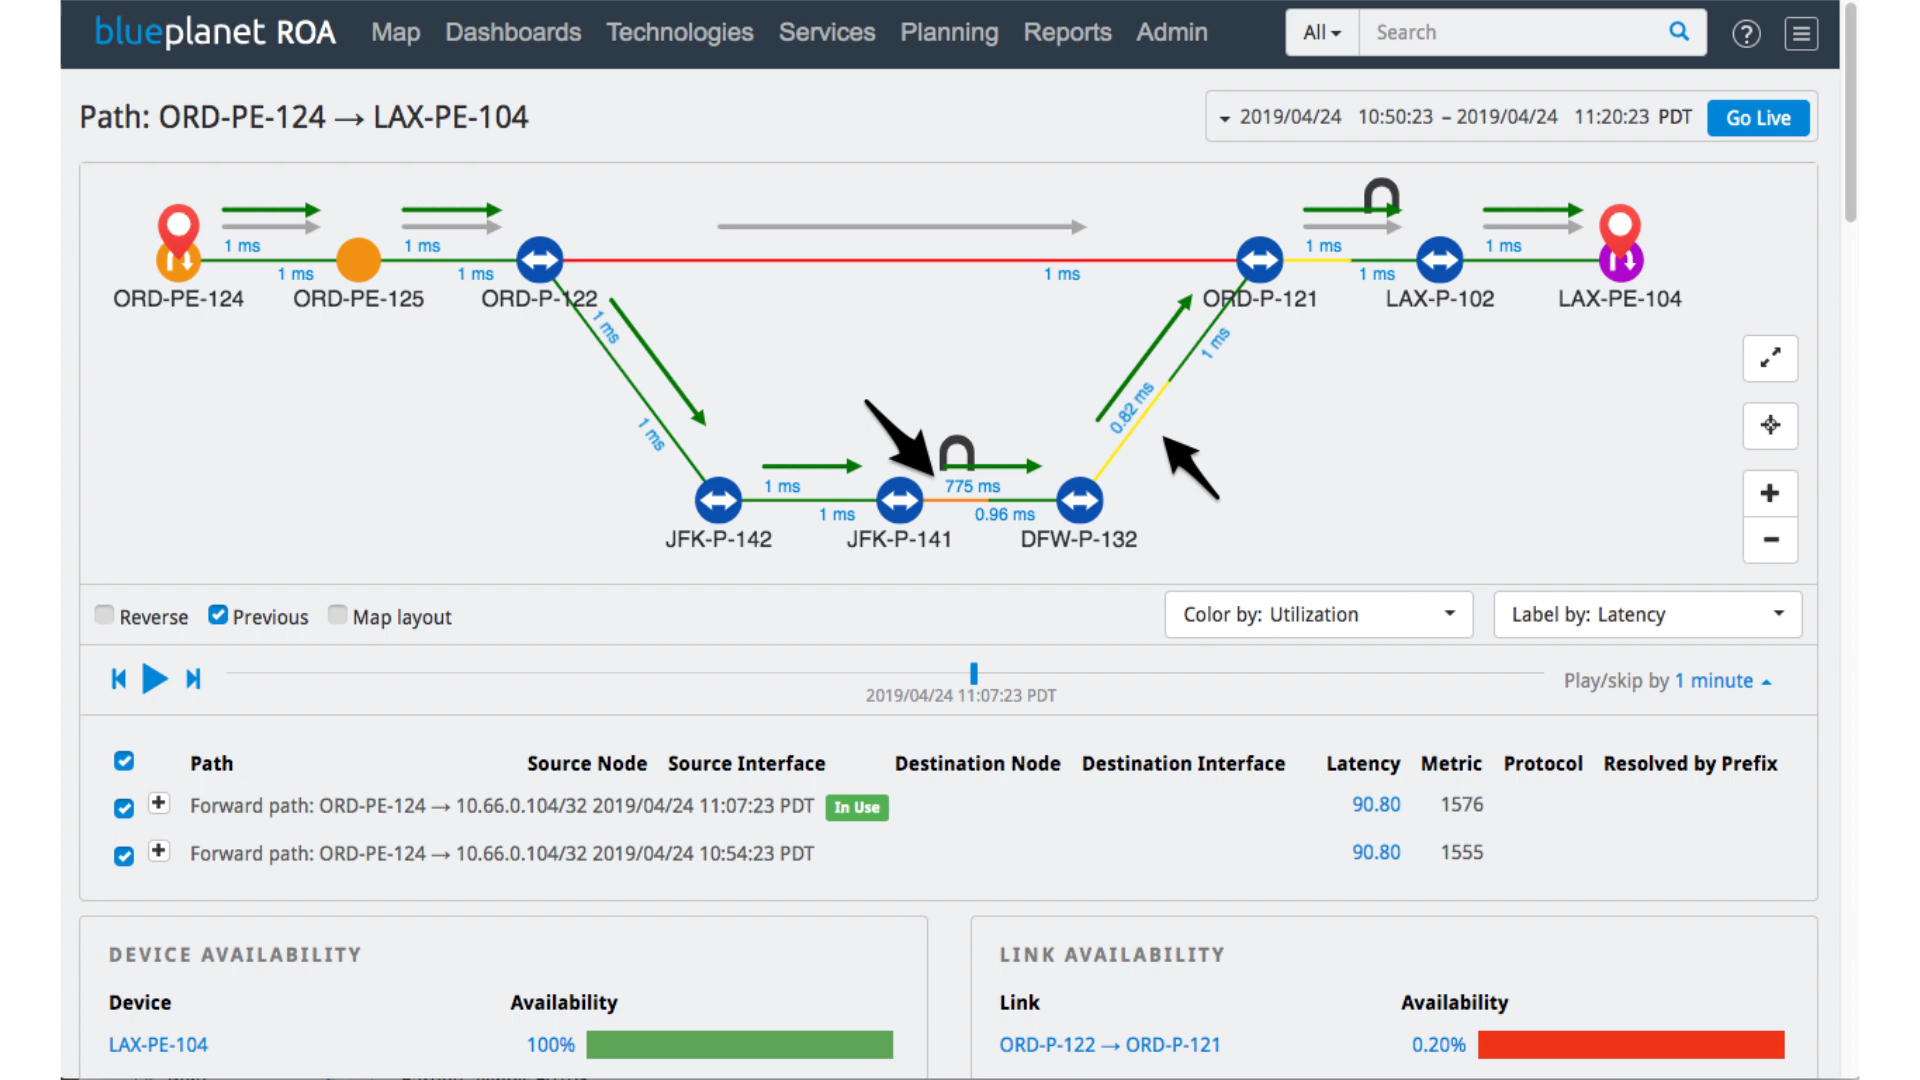 blueplanet ROA Map Dashboards Technologies Services Planning Reports Admin All Search ?
Path: ORD-PE-124 → LAX-PE-104
2019/04/24 10:50:23 – 2019/04/24 11:20:23 PDT Go Live
1 ms 1 ms 1 ms 1 ms
1 ms 1 ms 1 ms 1 ms
ORD-PE-124 ORD-PE-125 ORD-P-122 ORD-P-121 LAX-P-102 LAX-PE-104
1 ms 1 ms
0.82 ms
1 ms
1 ms 775 ms
1 ms 0.96 ms
JFK-P-142 JFK-P-141 DFW-P-132
Reverse Previous Map layout Color by: Utilization Label by: Latency
Play/skip by 1 minute
2019/04/24 11:07:23 PDT
Path Source Node Source Interface Destination Node Destination Interface Latency Metric Protocol Resolved by Prefix
Forward path: ORD-PE-124 → 10.66.0.104/32 2019/04/24 11:07:23 PDT In Use 90.80 1576
Forward path: ORD-PE-124 → 10.66.0.104/32 2019/04/24 10:54:23 PDT 90.80 1555
DEVICE AVAILABILITY
Device Availability
LAX-PE-104 100%
LINK AVAILABILITY
Link Availability
ORD-P-122 → ORD-P-121 0.20%